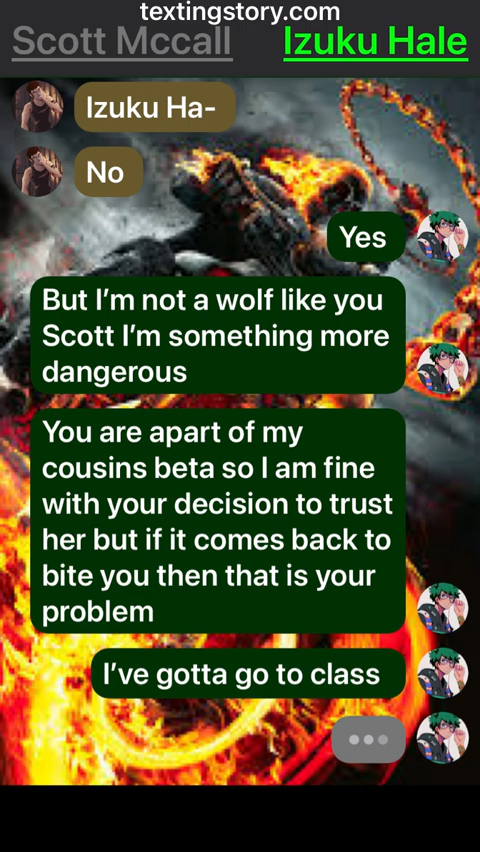 textingstory.com
Scott Mccall Izuku Hale
Izuku Ha-
No
Yes
But I’m not a wolf like you
Scott I’m something more
dangerous
You are apart of my
cousins beta so I am fine
with your decision to trust
her but if it comes back to
bite you then that is your
problem
I’ve gotta go to class